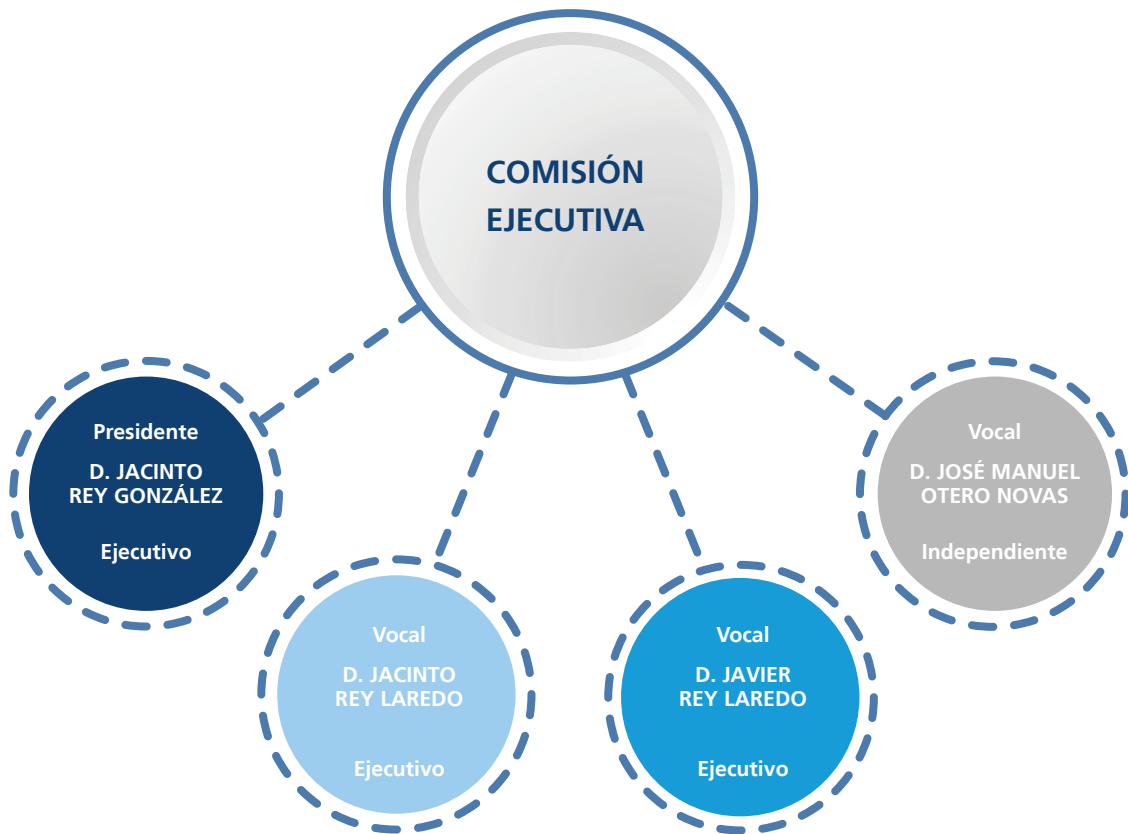 COMISIÓN
EJECUTIVA
Presidente
D. JACINTO
REY GONZÁLEZ
Ejecutivo
Vocal
D. JACINTO
REY LAREDO
Ejecutivo
Vocal
D. JAVIER
REY LAREDO
Ejecutivo
Vocal
D. JOSÉ MANUEL
OTERO NOVAS
Independiente